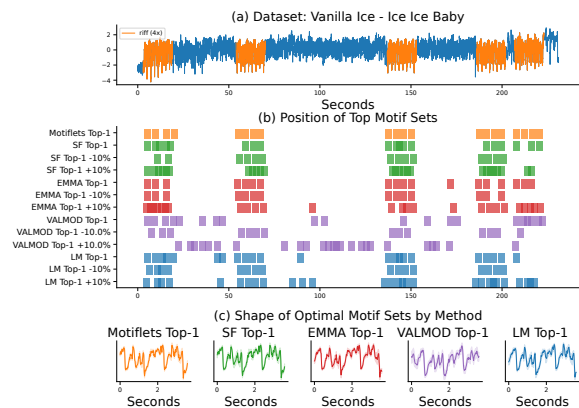 (a) Dataset: Vanilla Ice - Ice Ice Baby
riff (4x)
2
0
−2
−4
0 50 100 150 200
Seconds
(b) Position of Top Motif Sets
Motiflets Top-1
SF Top-1
SF Top-1 -10%
SF Top-1 +10%
EMMA Top-1
EMMA Top-1 -10%
EMMA Top-1 +10%
VALMOD Top-1
VALMOD Top-1 -10.0%
VALMOD Top-1 +10.0%
LM Top-1
LM Top-1 -10%
LM Top-1 +10%
0 50 100 150 200
(c) Shape of Optimal Motif Sets by Method
Motiflets Top-1 SF Top-1 EMMA Top-1 VALMOD Top-1 LM Top-1
0 2 0 2 0 2 0 2 0 2
Seconds Seconds Seconds Seconds Seconds